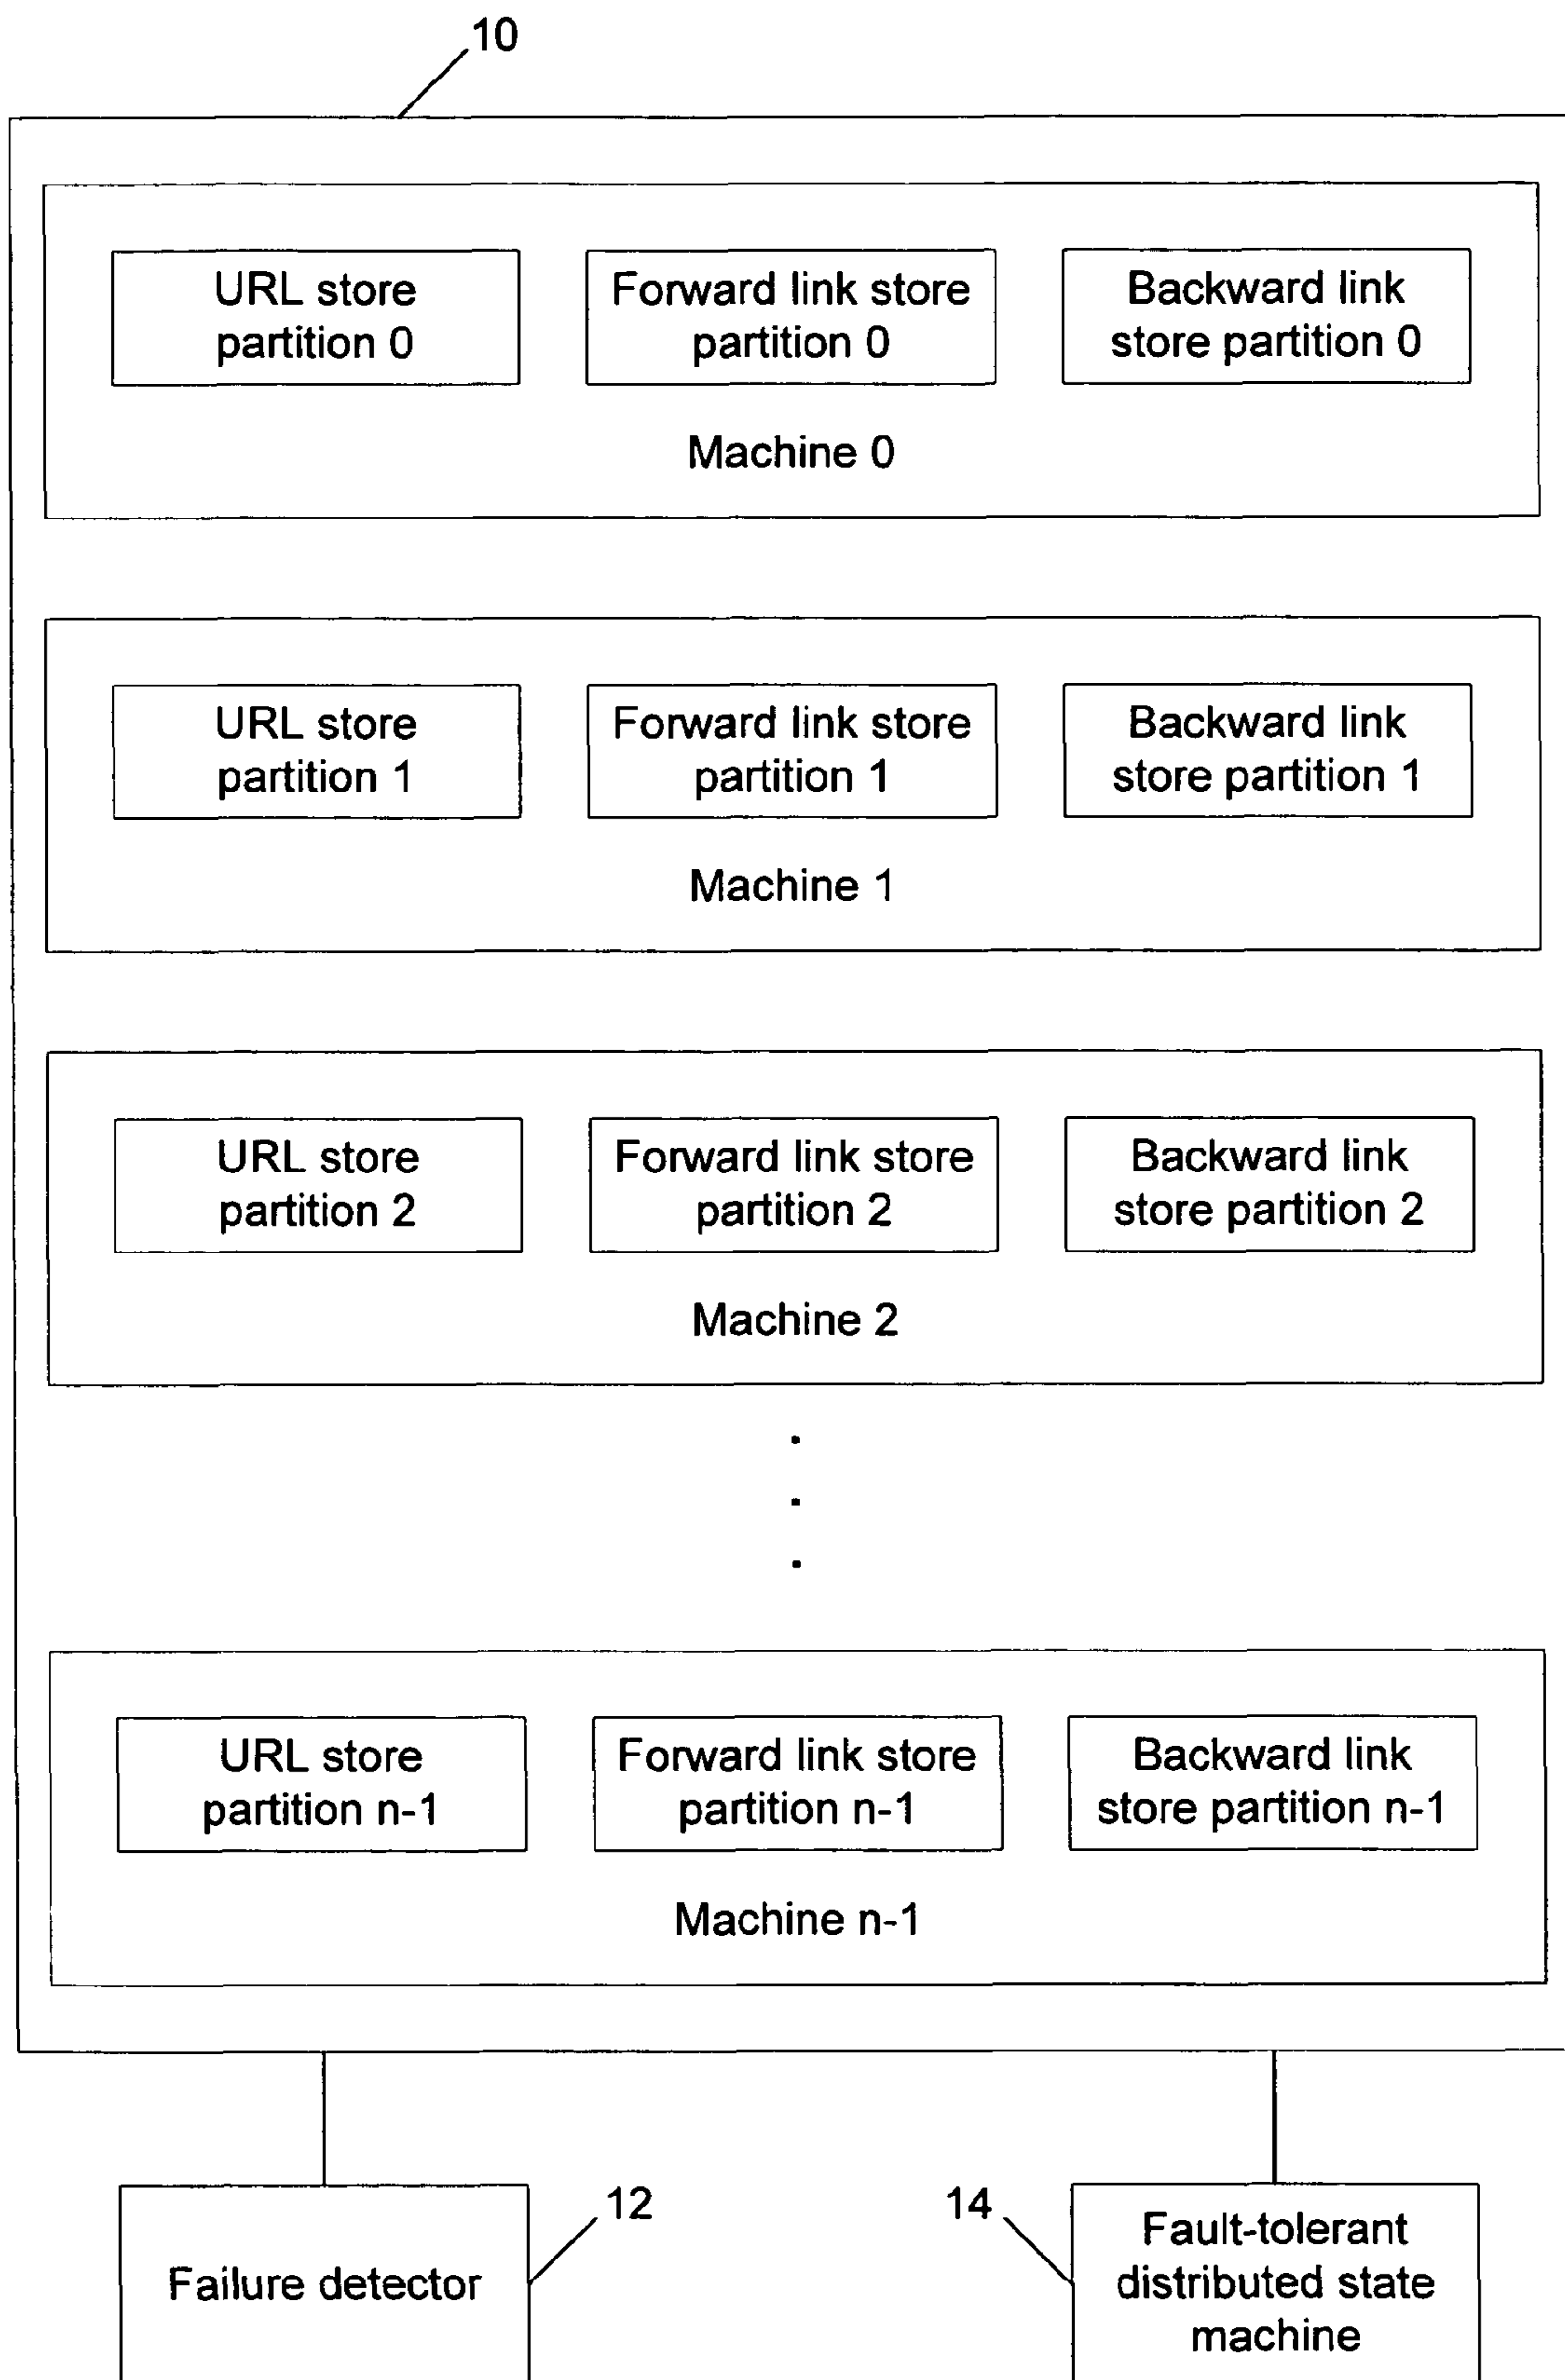 10
URL store
partition 0
Forward link store
partition 0
Backward link
store partition 0
Machine 0
URL store
partition 1
Forward link store
partition 1
Backward link
store partition 1
Machine 1
URL store
partition 2
Forward link store
partition 2
Backward link
store partition 2
Machine 2
.
.
.
URL store
partition n-1
Forward link store
partition n-1
Backward link
store partition n-1
Machine n-1
12
14
Failure detector
Fault-tolerant
distributed state
machine